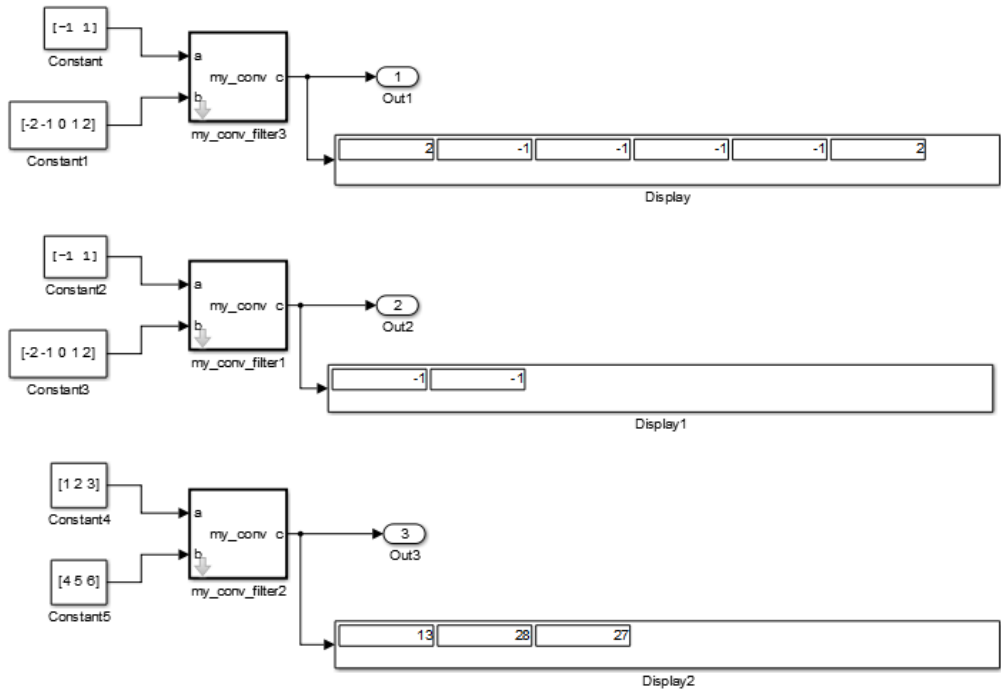 [-1 1]
Constant
a
my_conv c
b
my_conv_filter3
1
Out1
[-2 -1 0 1 2]
Constant1
2 -1 -1 -1 -1 2
Display
[-1 1]
Constant2
a
my_conv c
b
my_conv_filter1
2
Out2
[-2 -1 0 1 2]
Constant3
-1 -1
Display1
[1 2 3]
Constant4
a
my_conv c
b
my_conv_filter2
3
Out3
[4 5 6]
Constant5
13 28 27
Display2